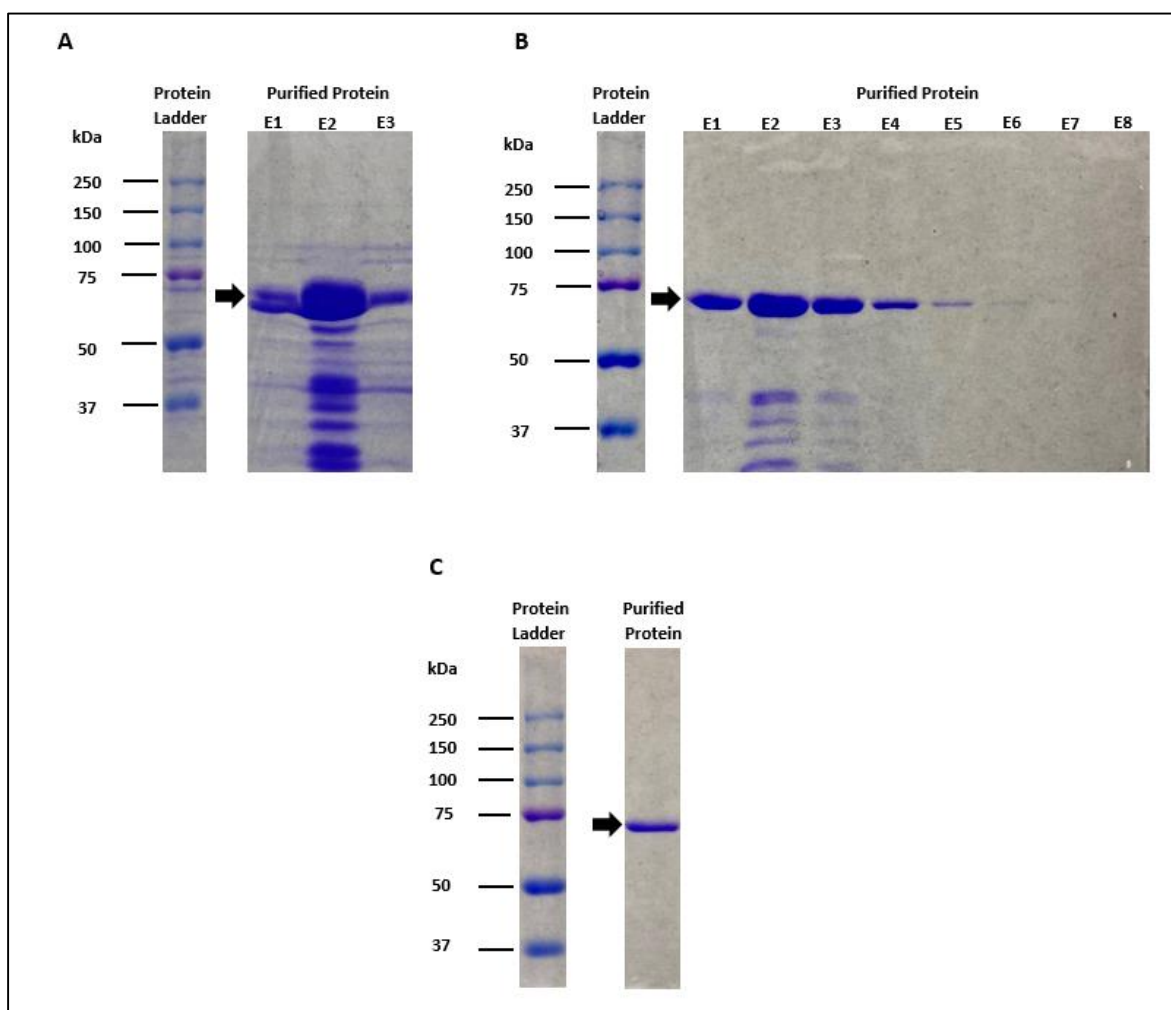 A
Protein
Ladder
Purified Protein
kDa
E1 E2 E3
250
150
100
75
50
37
B
Protein
Ladder
Purified Protein
kDa
E1 E2 E3 E4 E5 E6 E7 E8
250
150
100
75
50
37
C
Protein
Ladder
Purified
Protein
kDa
250
150
100
75
50
37